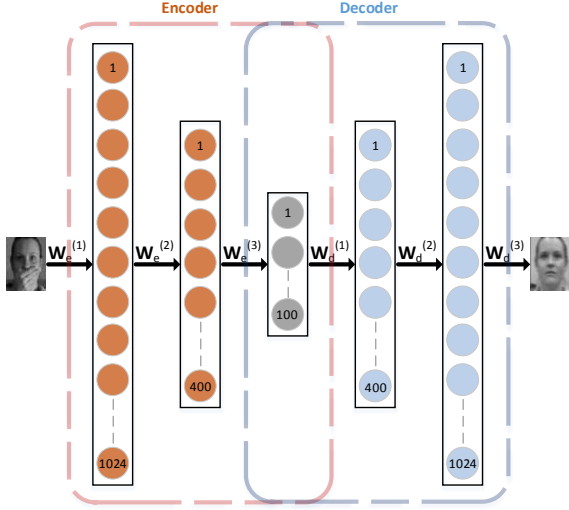 Encoder
Decoder
1
1
1
1
1
W_e^(1)
W_e^(2)
W_e^(3)
W_d^(1)
W_d^(2)
W_d^(3)
100
400
400
1024
1024